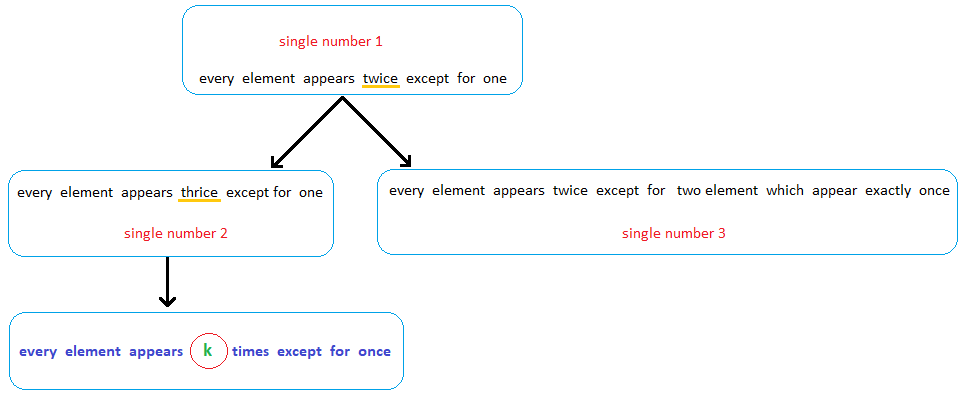 single number 1
every element appears twice except for one
every element appears thrice except for one
single number 2
every element appears twice except for two element which appear exactly once
single number 3
every element appears k times except for once